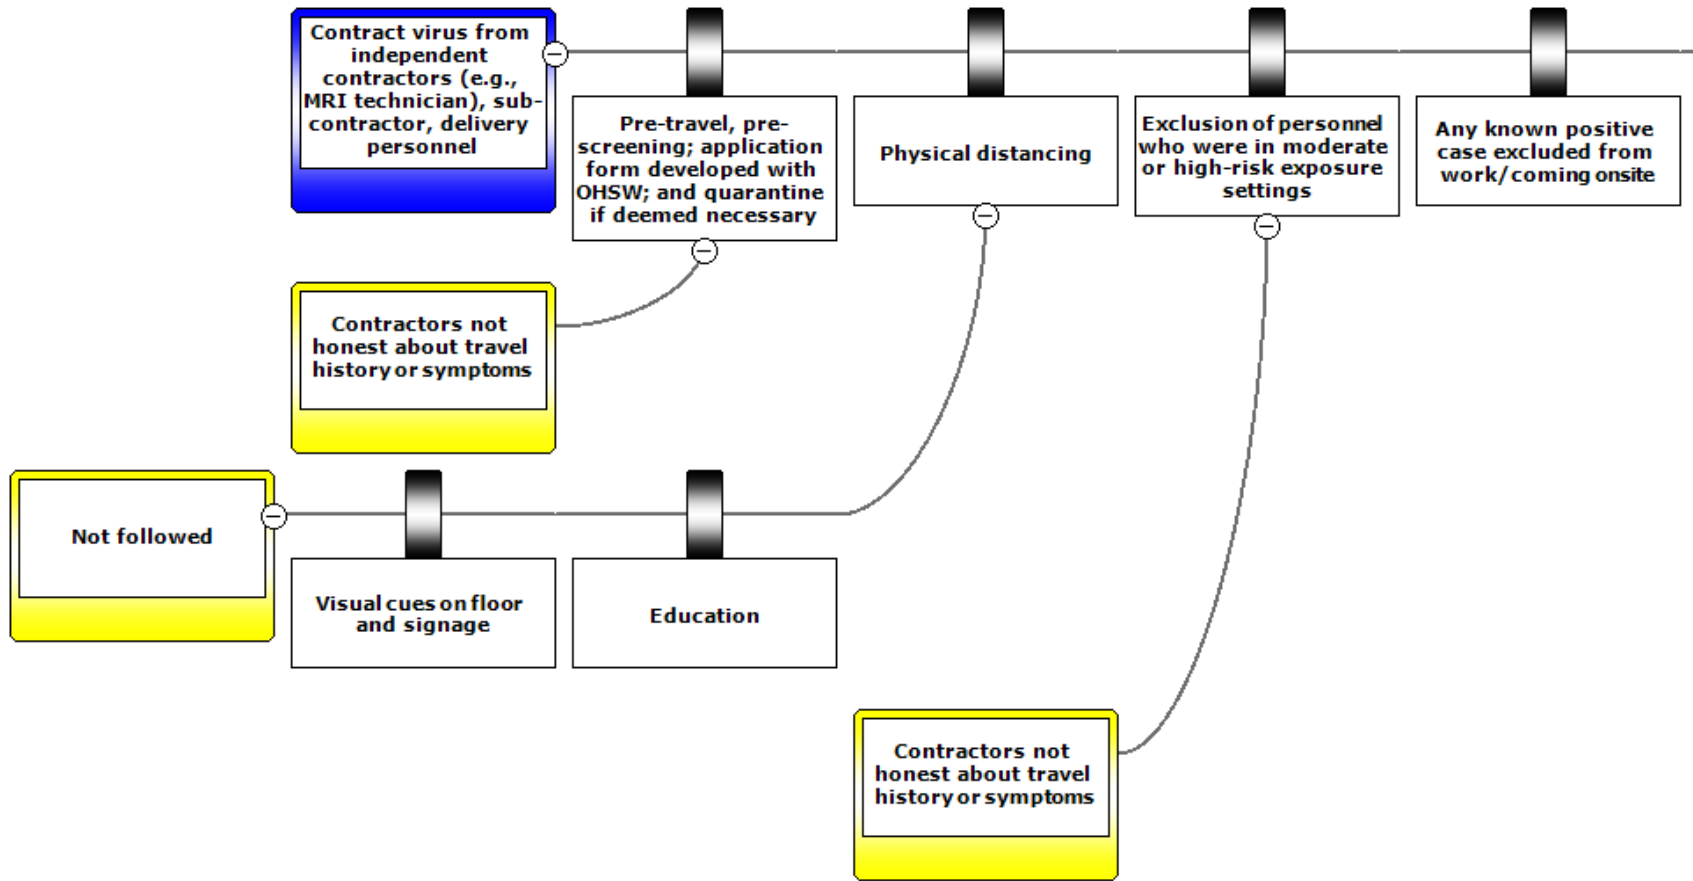 Contract virus from
independent
contractors (e.g.,
MRI technician), sub-
contractor, delivery
personnel
Pre-travel, pre-
screening; application
form developed with
OHSW; and quarantine
if deemed necessary
Physical distancing
Exclusion of personnel
who were in moderate
or high-risk exposure
settings
Any known positive
case excluded from
work/coming onsite
Contractors not
honest about travel
history or symptoms
Not followed
Visual cues on floor
and signage
Education
Contractors not
honest about travel
history or symptoms